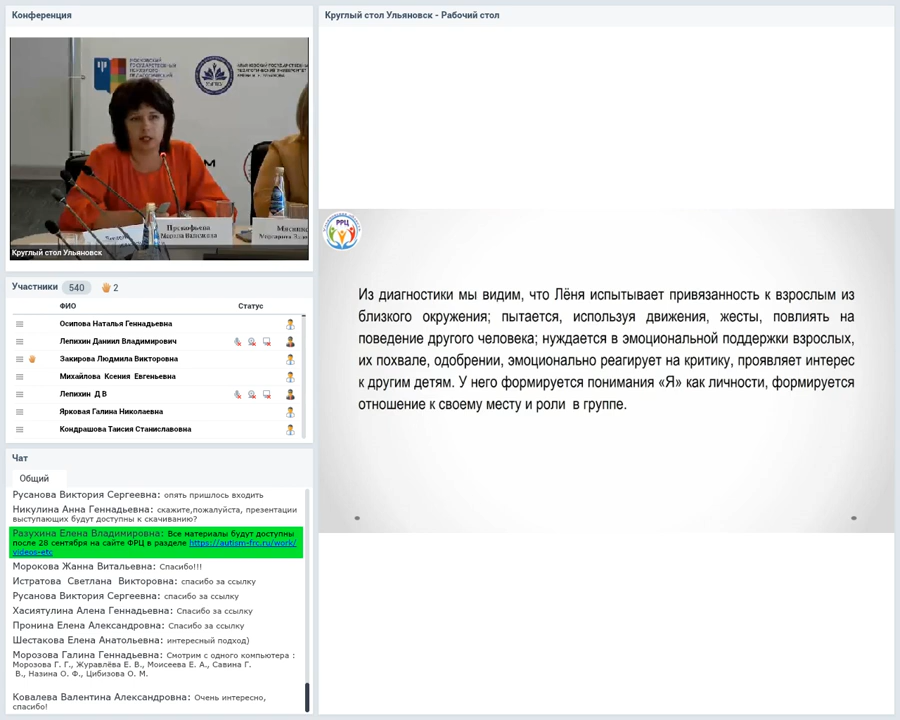 Конференция
МОСКОВСКИЙ
ГОСУДАРСТВЕННЫЙ
ПСИХОЛОГО-
ПЕДАГОГИЧЕСКИЙ
Круглый стол Ульяновск
Участники 540 2
ФИО Статус
Осипова Наталья Геннадьевна
Лепихин Даниил Владимирович
Закирова Людмила Викторовна
Михайлова Ксения Евгеньевна
Лепихин Д В
Ярковая Галина Николаевна
Кондрашова Таисия Станиславовна
Чат
Общий
Русанова Виктория Сергеевна: опять пришлось входить
Никулина Анна Геннадьевна: скажите,пожалуйста, презентации
выступающих будут доступны к скачиванию?
Разухина Елена Владимировна: Все материалы будут доступны
после 28 сентября на сайте ФРЦ в разделе https://autism-frc.ru/work/
videos-etc
Морокова Жанна Витальевна: Спасибо!!!
Истратова Светлана Викторовна: спасибо за ссылку
Русанова Виктория Сергеевна: спасибо за ссылку
Хасиятулина Алена Геннадьевна: Спасибо за ссылку
Пронина Елена Александровна: Спасибо за ссылку
Шестакова Елена Анатольевна: интересный подход)
Морозова Галина Геннадьевна: Смотрим с одного компьютера :
Морозова Г. Г., Журавлёва Е. В., Моисеева Е. А., Савина Г.
В., Назина О. Ф., Цибизова О. М.
Ковалева Валентина Александровна: Очень интересно,
спасибо!
Круглый стол Ульяновск - Рабочий стол
РРЦ
Из диагностики мы видим, что Лёня испытывает привязанность к взрослым из
близкого окружения; пытается, используя движения, жесты, повлиять на
поведение другого человека; нуждается в эмоциональной поддержки взрослых,
их похвале, одобрении, эмоционально реагирует на критику, проявляет интерес
к другим детям. У него формируется понимания «Я» как личности, формируется
отношение к своему месту и роли в группе.